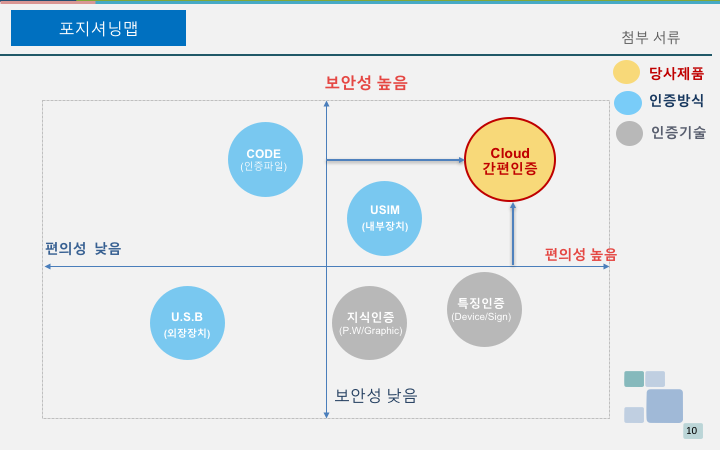 포지셔닝맵
첨부 서류
당사제품
인증방식
인증기술
보안성 높음
CODE
(인증파일)
Cloud
간편인증
USIM
(내부장치)
편의성 낮음
편의성 높음
U.S.B
(외장장치)
지식인증
(P.W/Graphic)
특징인증
(Device/Sign)
보안성 낮음
10